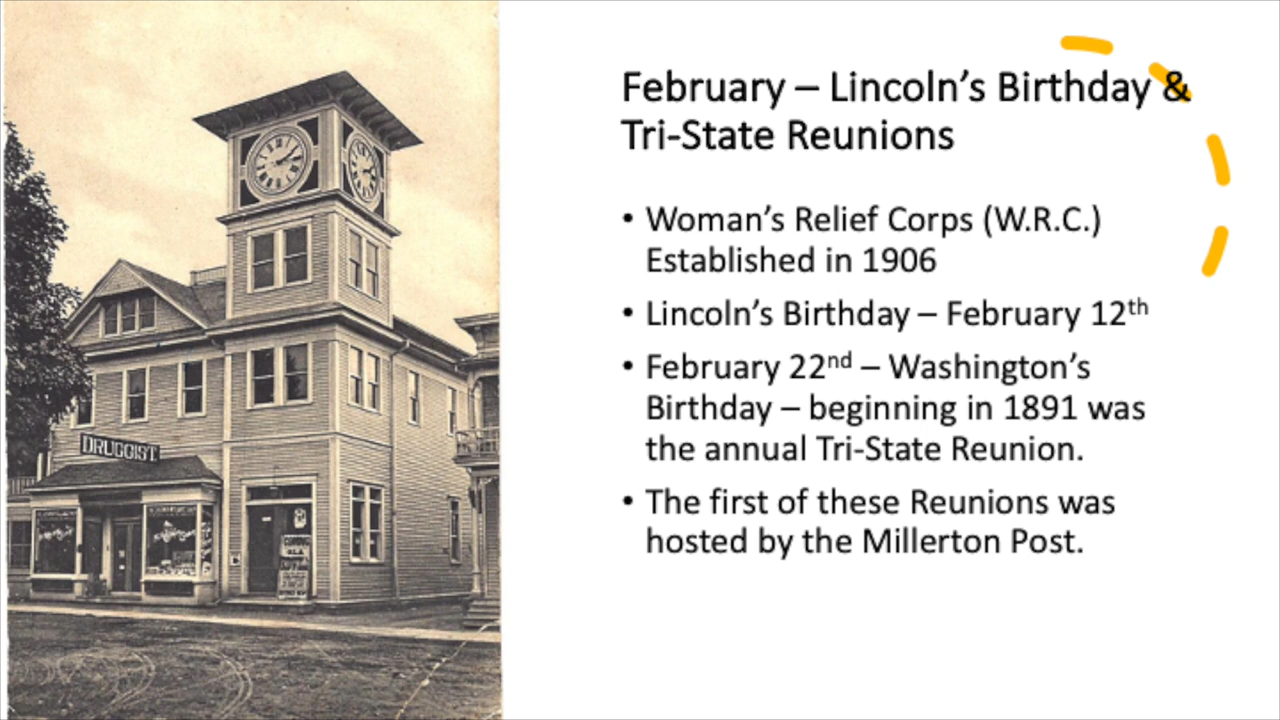 February – Lincoln’s Birthday &
Tri-State Reunions
• Woman’s Relief Corps (W.R.C.)
Established in 1906
• Lincoln’s Birthday – February 12th
• February 22nd – Washington’s
Birthday – beginning in 1891 was
the annual Tri-State Reunion.
• The first of these Reunions was
hosted by the Millerton Post.
DRUGGIST.